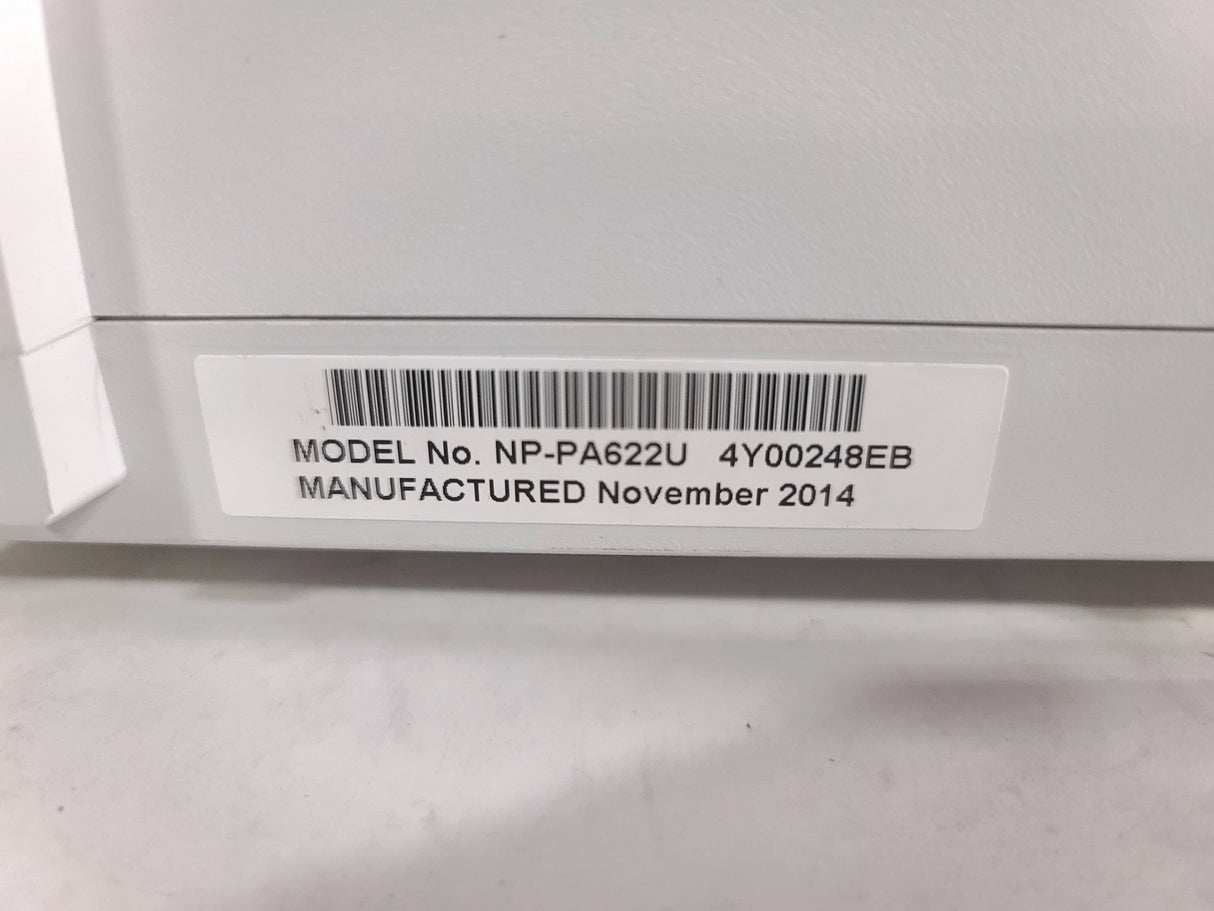 MODEL No. NP-PA622U 4Y00248EB
MANUFACTURED November 2014